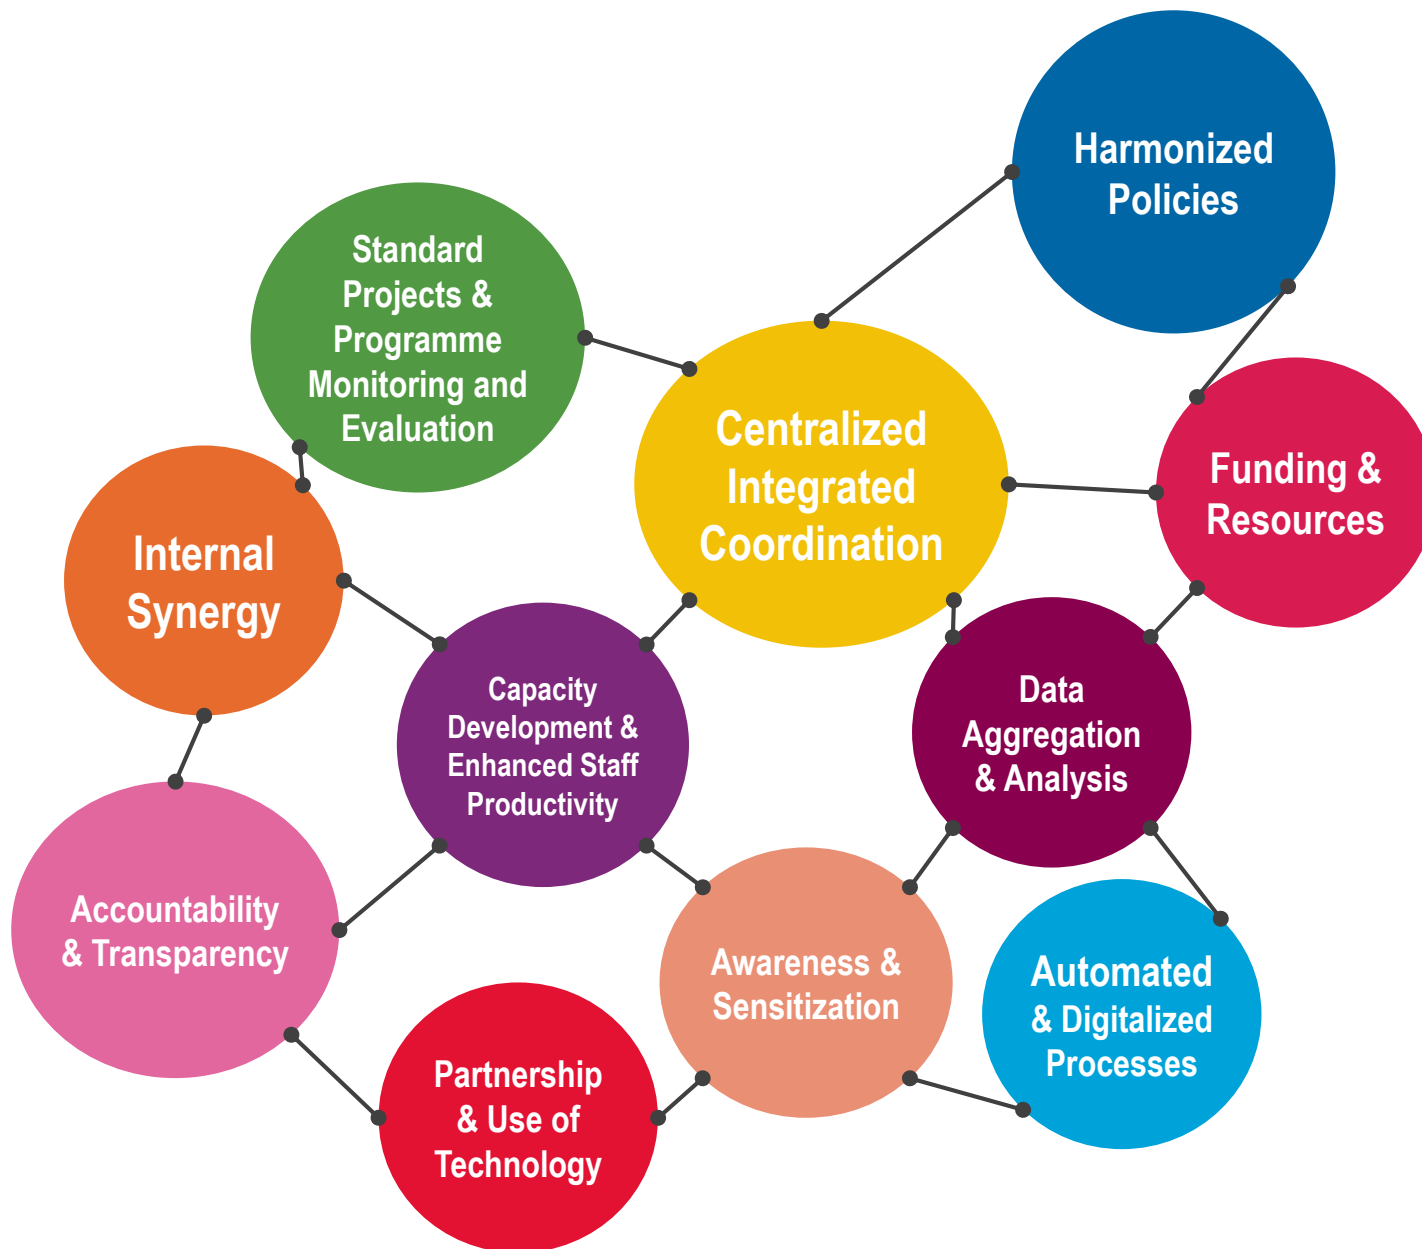 Harmonized
Policies
Standard
Projects &
Programme
Monitoring and
Evaluation
Centralized
Integrated
Coordination
Funding &
Resources
Internal
Synergy
Capacity
Development &
Enhanced Staff
Productivity
Data
Aggregation
& Analysis
Accountability
& Transparency
Awareness &
Sensitization
Automated
& Digitalized
Processes
Partnership
& Use of
Technology